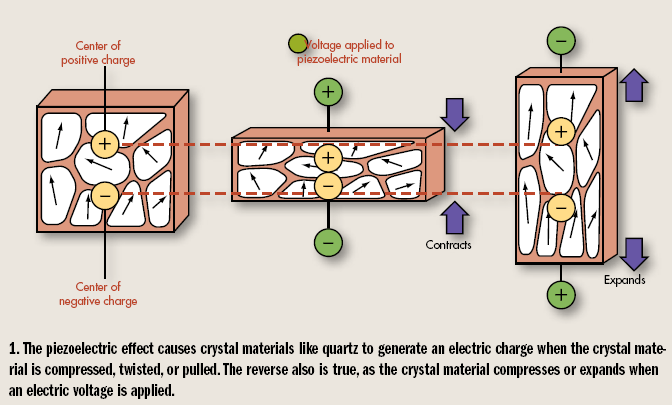 Center of
positive charge
+
−
Center of
negative charge
Voltage applied to
piezoelectric material
+
+
−
−
Contracts
−
+
−
+
Expands
1. The piezoelectric effect causes crystal materials like quartz to generate an electric charge when the crystal mate-
rial is compressed, twisted, or pulled. The reverse also is true, as the crystal material compresses or expands when
an electric voltage is applied.